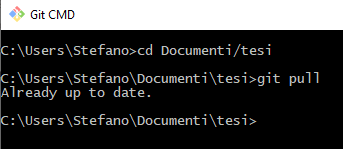 Git CMD
C:\Users\Stefano>cd Documenti/tesi
C:\Users\Stefano\Documenti\tesi>git pull
Already up to date.
C:\Users\Stefano\Documenti\tesi>